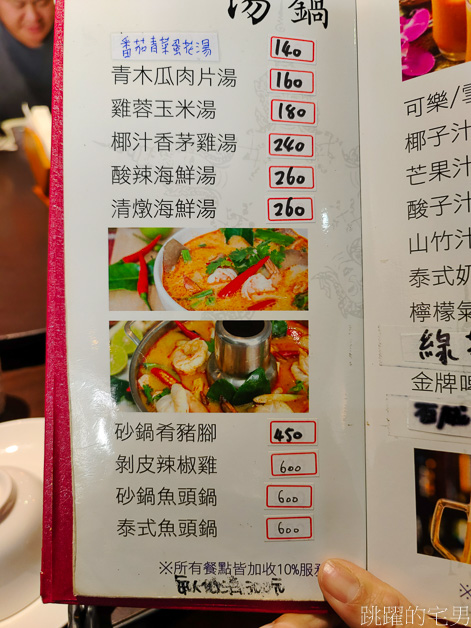 湯 鍋
番茄青菜蛋花湯 140
青木瓜肉片湯 160
雞蓉玉米湯 180
椰汁香茅雞湯 240
酸辣海鮮湯 260
清燉海鮮湯 260
砂鍋肴豬腳 450
剝皮辣椒雞 600
砂鍋魚頭鍋 600
泰式魚頭鍋 600
※所有餐點皆加收10%服
可樂/
椰子汁
芒果汁
酸子汁
山竹汁
泰式奶
檸檬氣
綠
金牌啤
跳躍的宅男